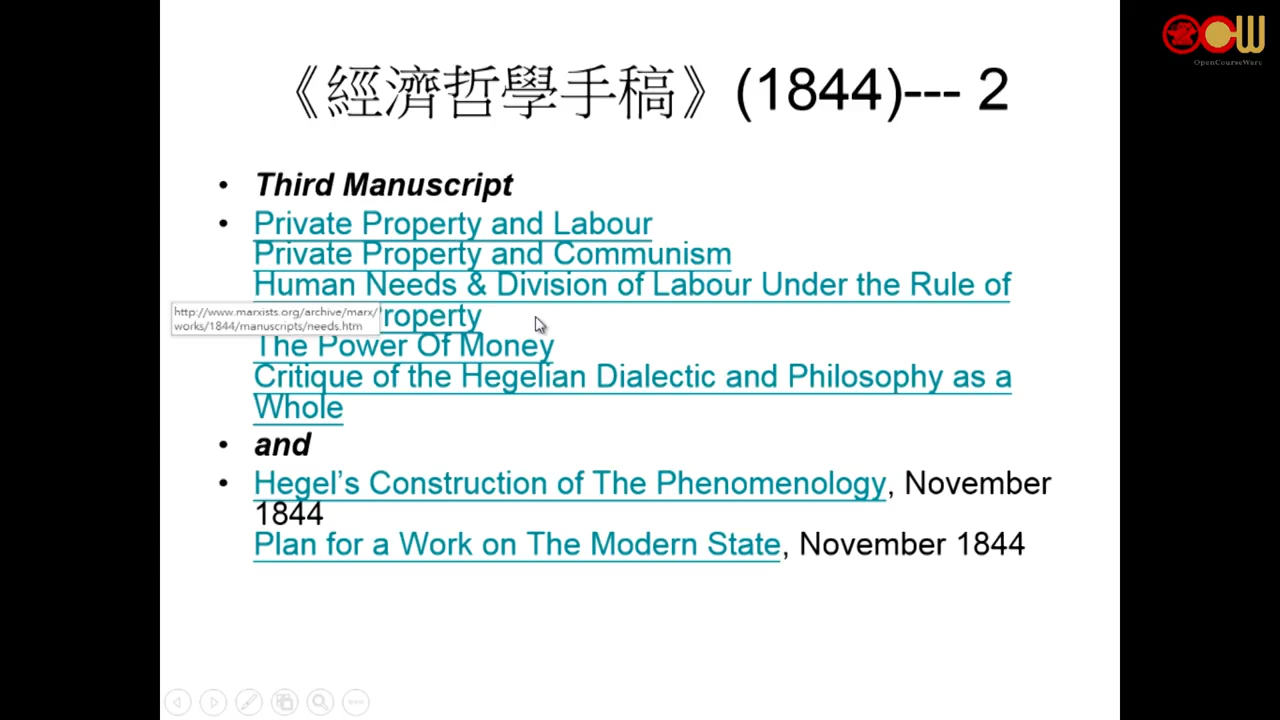 《經濟哲學手稿》(1844)--- 2
• Third Manuscript
• Private Property and Labour
Private Property and Communism
Human Needs & Division of Labour Under the Rule of
roperty
http://www.marxists.org/archive/marx/
works/1844/manuscripts/needs.htm
The Power Of Money
Critique of the Hegelian Dialectic and Philosophy as a
Whole
• and
• Hegel’s Construction of The Phenomenology, November
1844
Plan for a Work on The Modern State, November 1844
OCW
OpenCourseWare